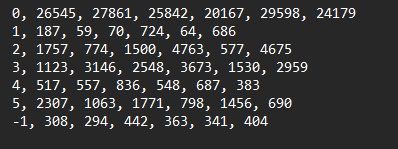 0, 26545, 27861, 25842, 20167, 29598, 24179
1, 187, 59, 70, 724, 64, 686
2, 1757, 774, 1500, 4763, 577, 4675
3, 1123, 3146, 2548, 3673, 1530, 2959
4, 517, 557, 836, 548, 687, 383
5, 2307, 1063, 1771, 798, 1456, 690
-1, 308, 294, 442, 363, 341, 404